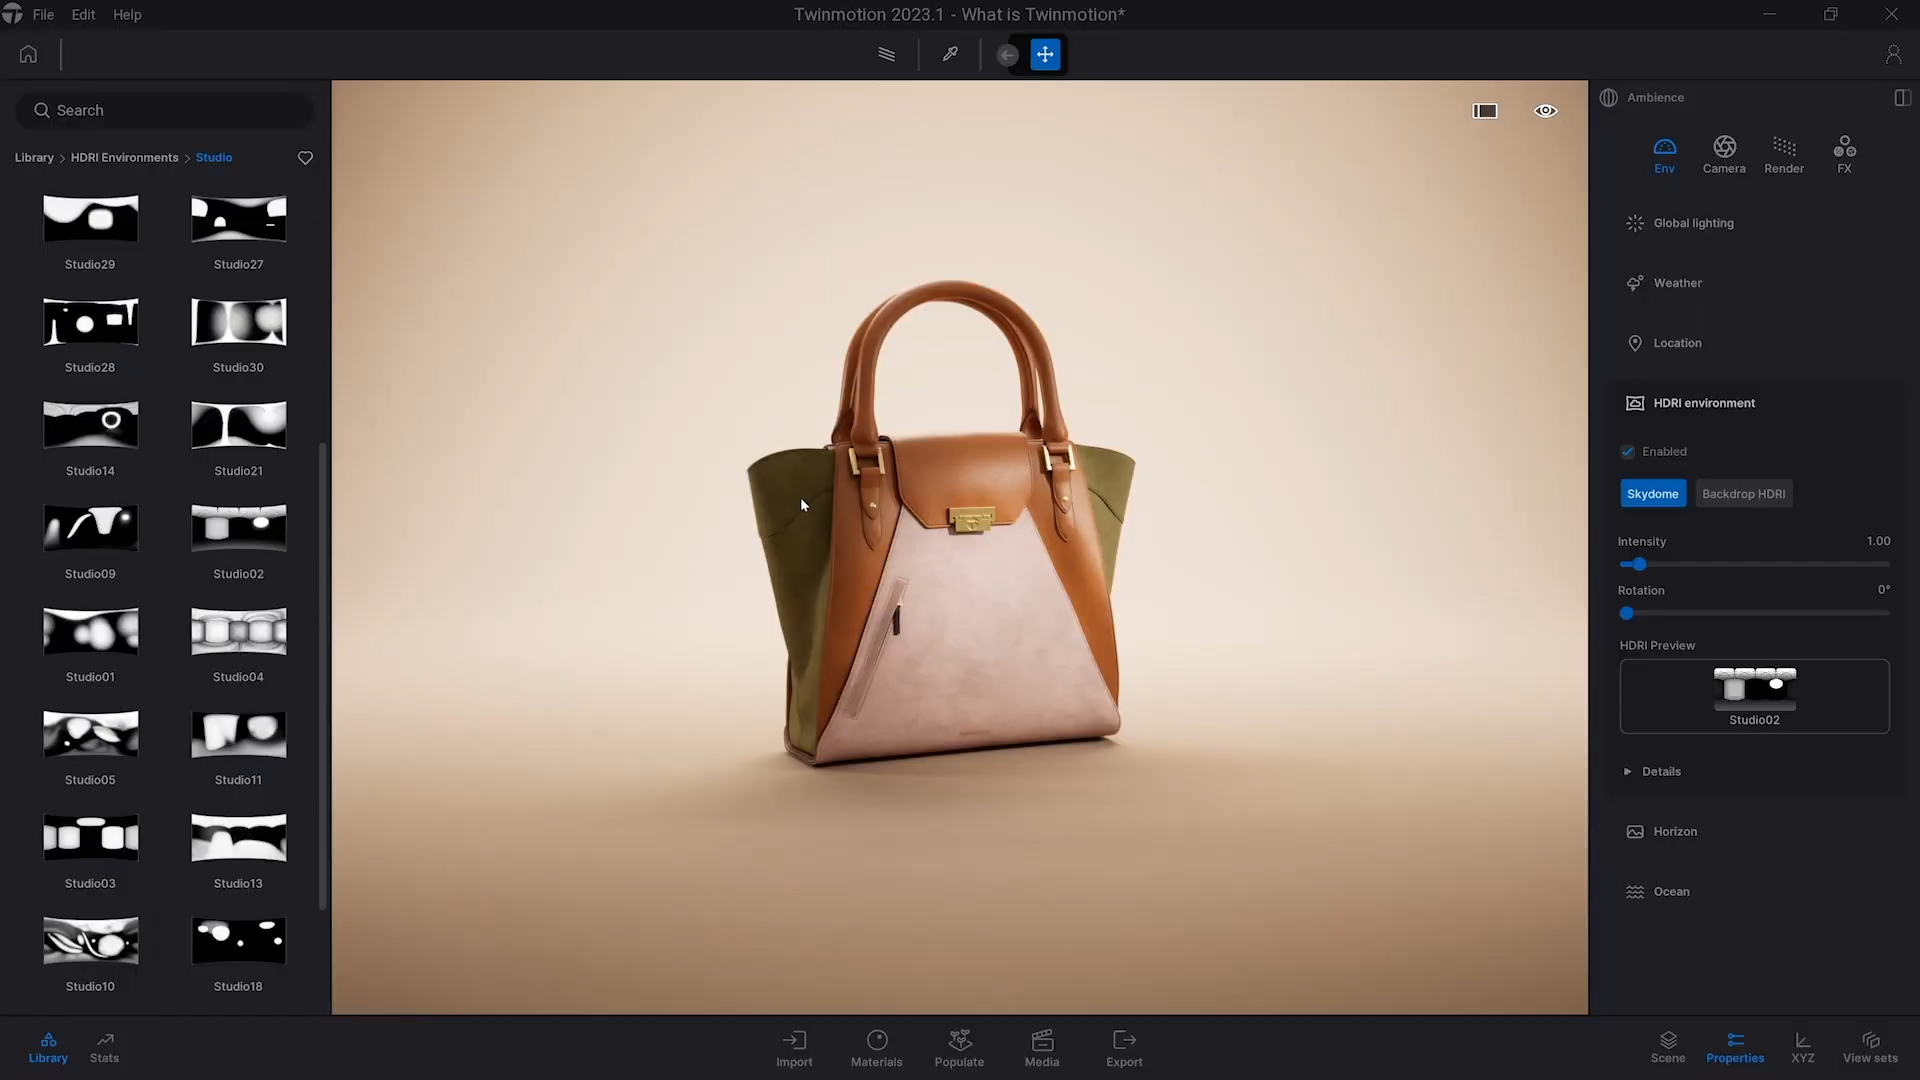 File Edit Help
Twinmotion 2023.1 - What is Twinmotion*
Search
Library > HDRI Environments > Studio
Studio29 Studio27
Studio28 Studio30
Studio14 Studio21
Studio09 Studio02
Studio01 Studio04
Studio05 Studio11
Studio03 Studio13
Studio10 Studio18
Ambience
Env Camera Render FX
Global lighting
Weather
Location
HDRI environment
Enabled
Skydome Backdrop HDRI
Intensity 1.00
Rotation 0°
HDRI Preview
Studio02
Details
Horizon
Ocean
Library Stats
Import Materials Populate Media Export
Scene Properties XYZ View sets